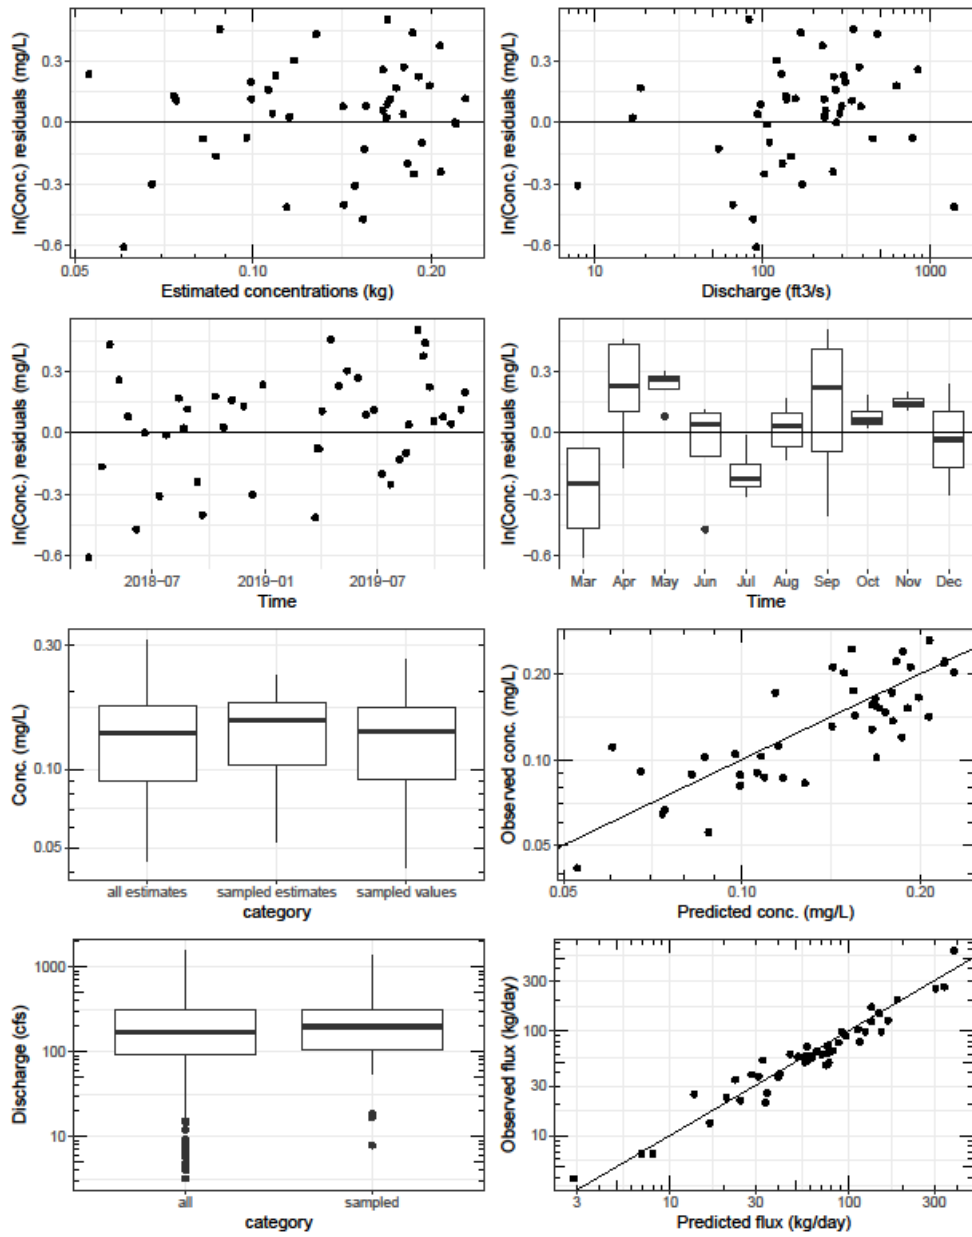 ln(Conc.) residuals (mg/L)
0.3
0.0
−0.3
−0.6
0.05
0.10
0.20
Estimated concentrations (kg)
ln(Conc.) residuals (mg/L)
0.3
0.0
−0.3
−0.6
10
100
1000
Discharge (ft3/s)
ln(Conc.) residuals (mg/L)
0.3
0.0
−0.3
−0.6
2018−07
2019−01
2019−07
Time
ln(Conc.) residuals (mg/L)
0.3
0.0
−0.3
−0.6
Mar
Apr
May
Jun
Jul
Aug
Sep
Oct
Nov
Dec
Time
Conc. (mg/L)
0.30
0.10
0.05
all estimates
sampled estimates
sampled values
category
Observed conc. (mg/L)
0.20
0.10
0.05
0.05
0.10
0.20
Predicted conc. (mg/L)
Discharge (cfs)
1000
100
10
all
sampled
category
Observed flux (kg/day)
300
100
30
10
3
10
30
100
300
Predicted flux (kg/day)